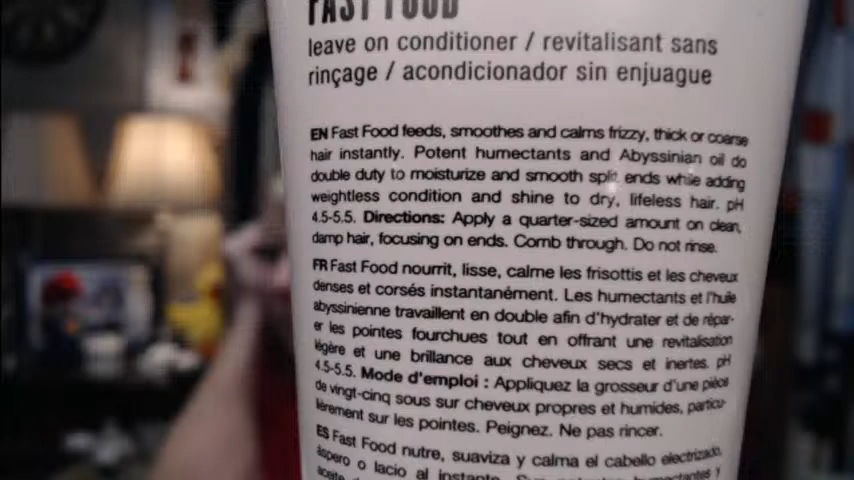 FAST FOOD
leave on conditioner / revitalisant sans
rinçage / acondicionador sin enjuague
EN Fast Food feeds, smoothes and calms frizzy, thick or coarse
hair instantly. Potent humectants and Abyssinian oil do
double duty to moisturize and smooth split ends while adding
weightless condition and shine to dry, lifeless hair. pH
4.5-5.5. Directions: Apply a quarter-sized amount on clean,
damp hair, focusing on ends. Comb through. Do not rinse.
FR Fast Food nourrit, lisse, calme les frisottis et les cheveux
denses et corsés instantanément. Les humectants et l'huile
abyssinienne travaillent en double afin d'hydrater et de répar-
er les pointes fourchues tout en offrant une revitalisation
légère et une brillance aux cheveux secs et inertes. pH
4.5-5.5. Mode d'emploi : Appliquez la grosseur d'une pièce
de vingt-cinq sous sur cheveux propres et humides, particu-
lièrement sur les pointes. Peignez. Ne pas rincer.
ES Fast Food nutre, suaviza y calma el cabello electrizado,
áspero o lacio al instante. humectantes y
aceite